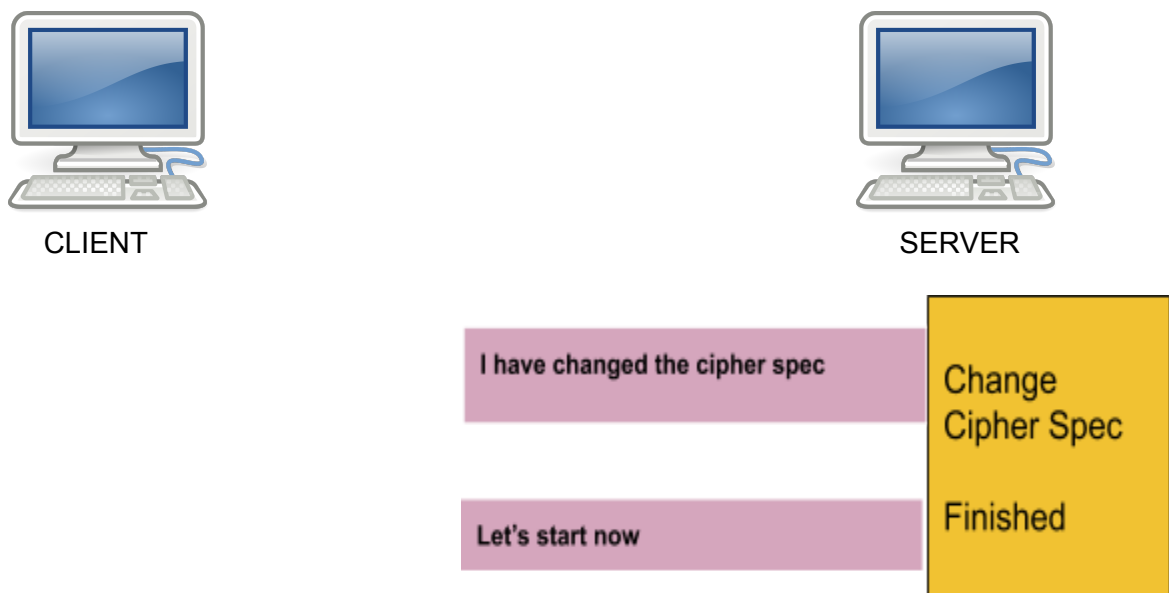 CLIENT
SERVER
I have changed the cipher spec
Change
Cipher Spec
Let's start now
Finished